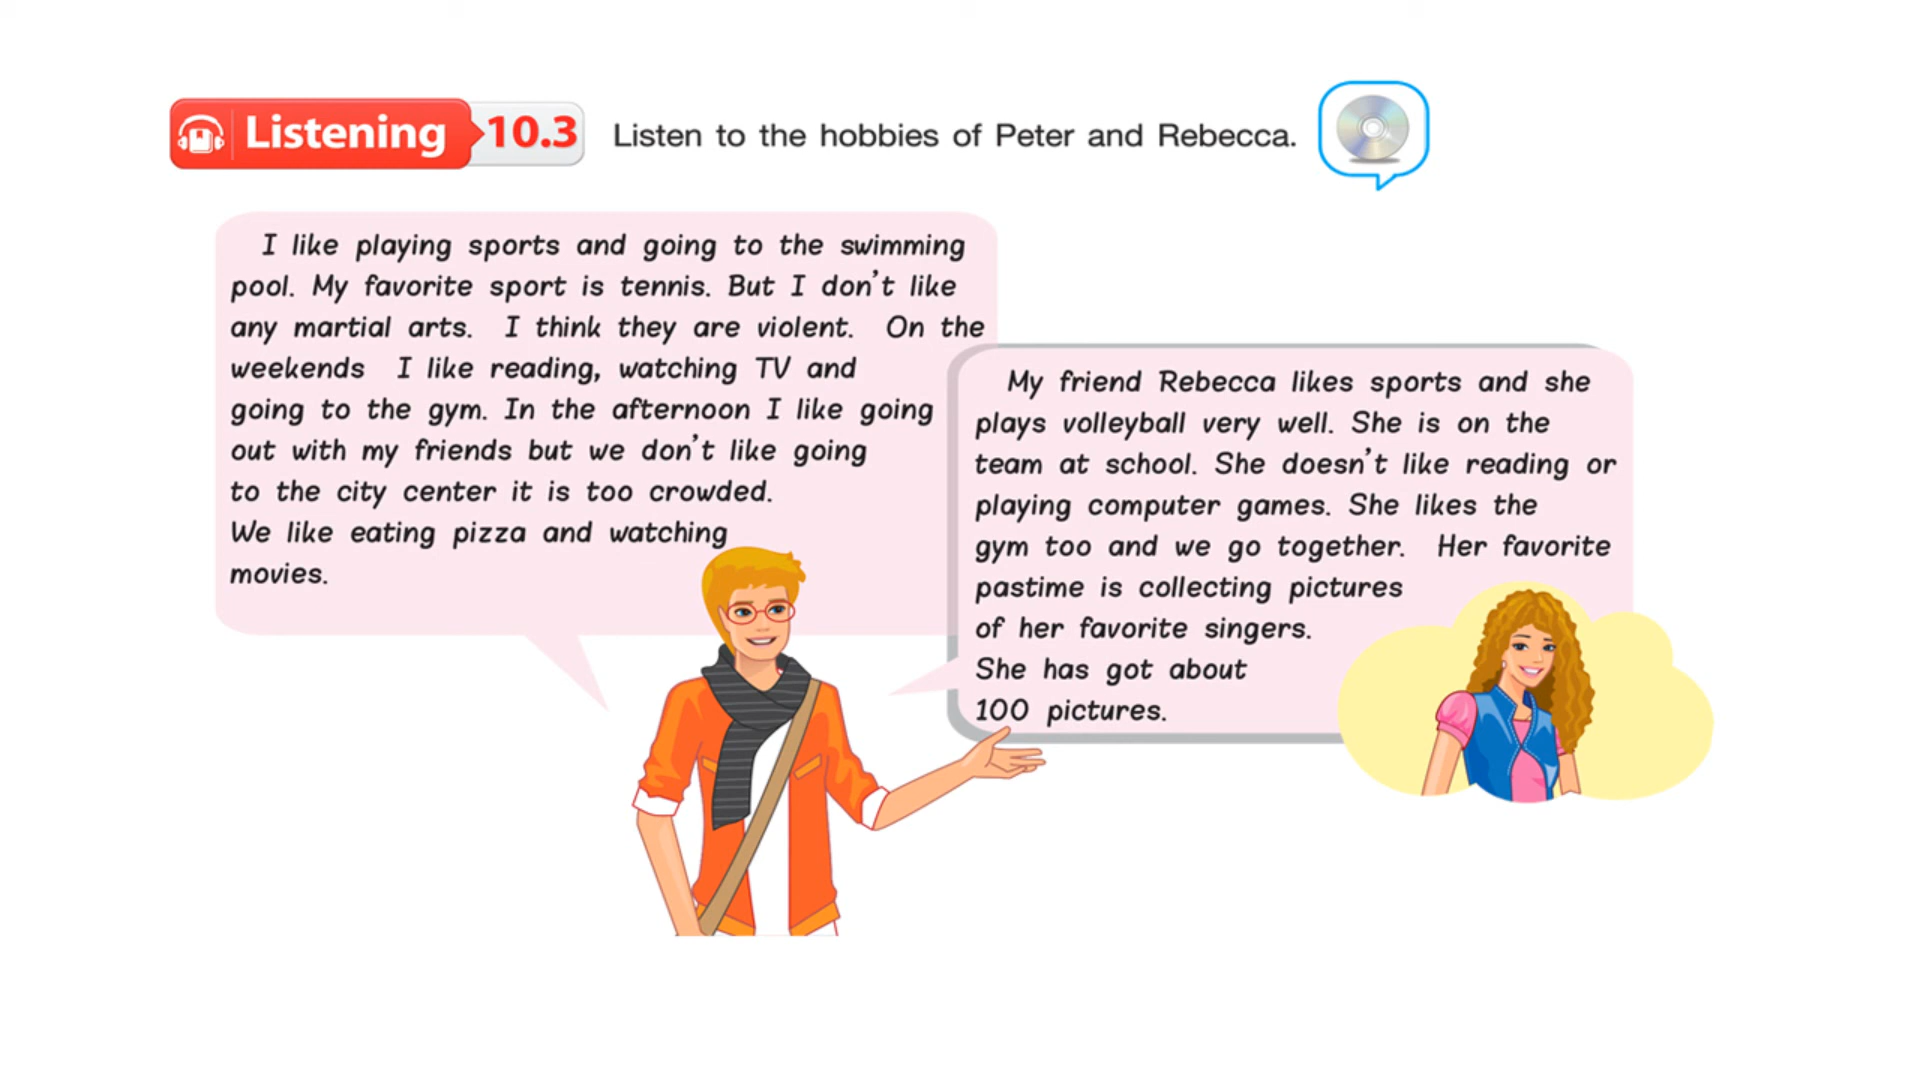 Listening 10.3 Listen to the hobbies of Peter and Rebecca.
I like playing sports and going to the swimming
pool. My favorite sport is tennis. But I don't like
any martial arts. I think they are violent. On the
weekends I like reading, watching TV and
going to the gym. In the afternoon I like going
out with my friends but we don't like going
to the city center it is too crowded.
We like eating pizza and watching
movies.
My friend Rebecca likes sports and she
plays volleyball very well. She is on the
team at school. She doesn't like reading or
playing computer games. She likes the
gym too and we go together. Her favorite
pastime is collecting pictures
of her favorite singers.
She has got about
100 pictures.